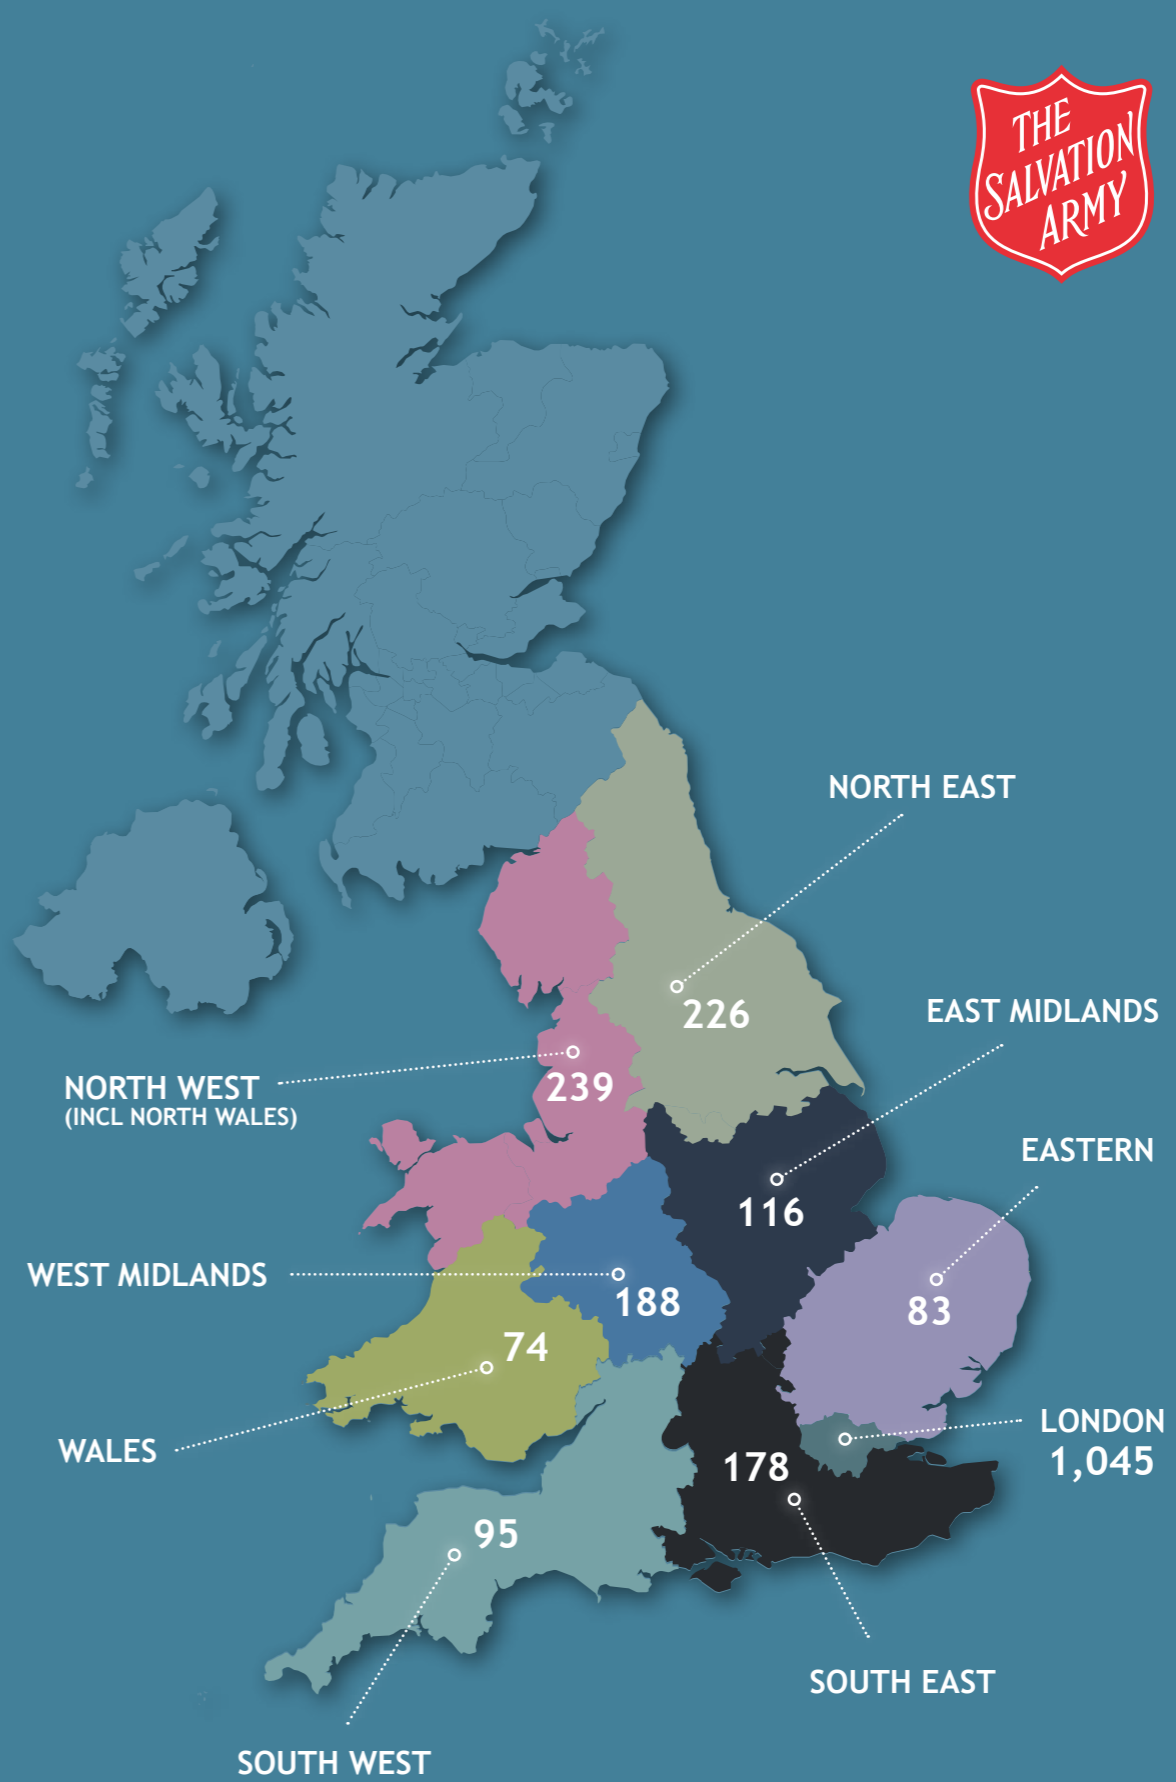 THE
SALVATION
ARMY
NORTH EAST
226
EAST MIDLANDS
116
NORTH WEST
(INCL NORTH WALES)
239
EASTERN
83
WEST MIDLANDS
188
74
WALES
LONDON
1,045
178
95
SOUTH EAST
SOUTH WEST